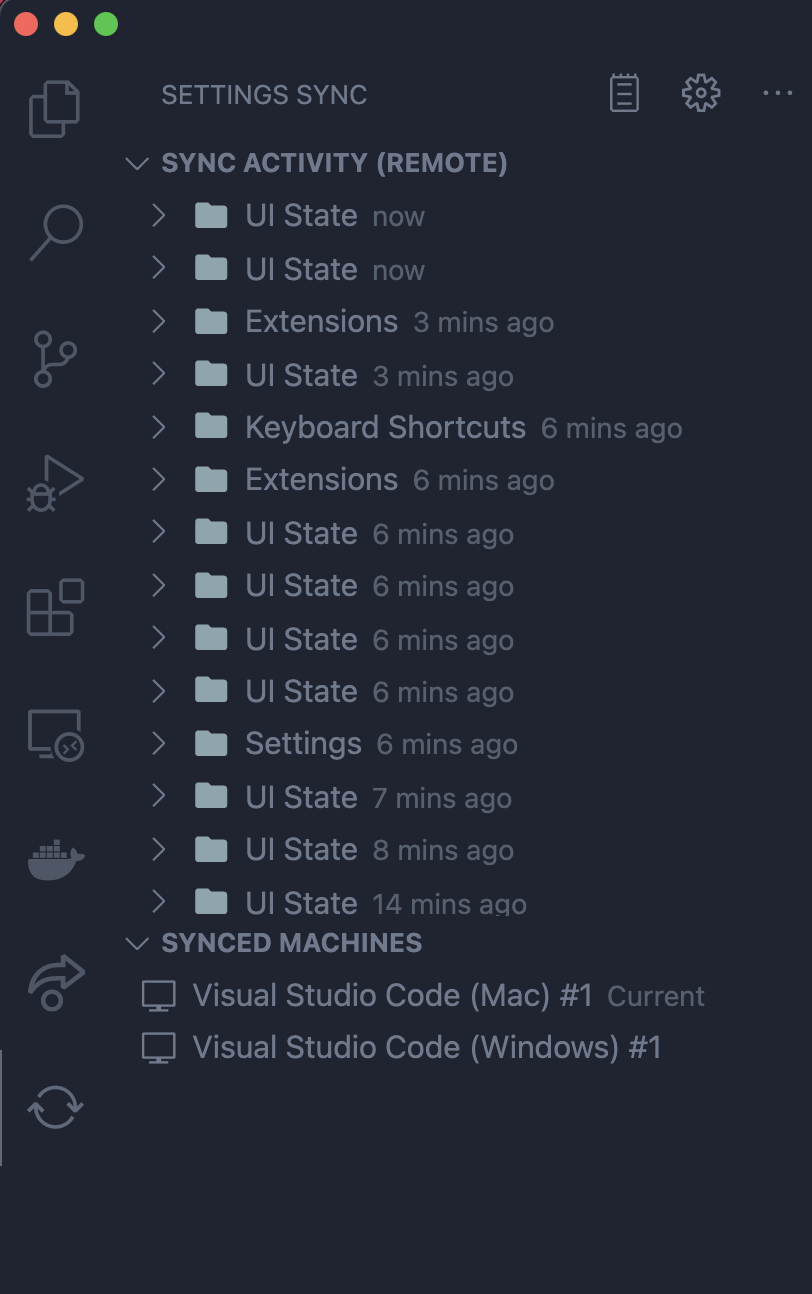 SETTINGS SYNC
SYNC ACTIVITY (REMOTE)
UI State now
UI State now
Extensions 3 mins ago
UI State 3 mins ago
Keyboard Shortcuts 6 mins ago
Extensions 6 mins ago
UI State 6 mins ago
UI State 6 mins ago
UI State 6 mins ago
UI State 6 mins ago
Settings 6 mins ago
UI State 7 mins ago
UI State 8 mins ago
UI State 14 mins ago
SYNCED MACHINES
Visual Studio Code (Mac) #1 Current
Visual Studio Code (Windows) #1